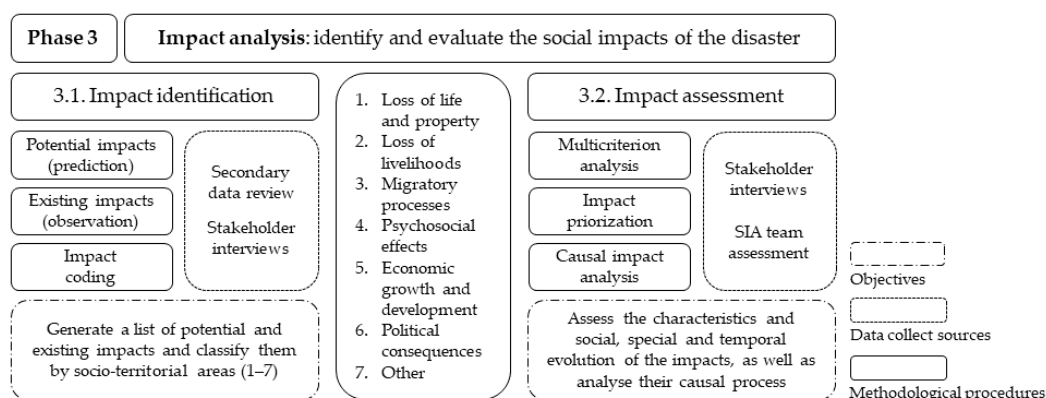 Phase 3
Impact analysis: identify and evaluate the social impacts of the disaster
3.1. Impact identification
Potential impacts
(prediction)
Existing impacts
(observation)
Impact
coding
Secondary
data review
Stakeholder
interviews
Generate a list of potential and
existing impacts and classify them
by socio-territorial areas (1–7)
1. Loss of life
and property
2. Loss of
livelihoods
3. Migratory
processes
4. Psychosocial
effects
5. Economic
growth and
development
6. Political
consequences
7. Other
3.2. Impact assessment
Multicriterion
analysis
Impact
priorization
Causal impact
analysis
Stakeholder
interviews
SIA team
assessment
Assess the characteristics and
social, special and temporal
evolution of the impacts, as well as
analyse their causal process
Objectives
Data collect sources
Methodological procedures